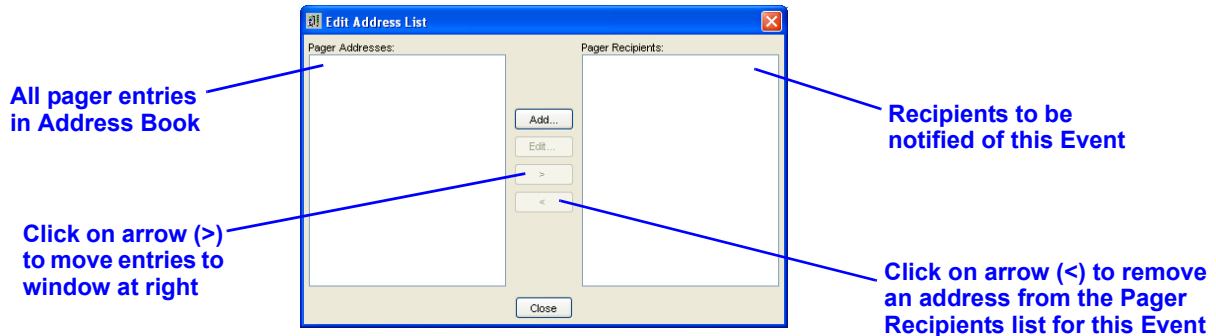 Edit Address List
Pager Addresses:
Pager Recipients:
All pager entries
in Address Book
Add...
Edit...
>
<
Recipients to be
notified of this Event
Click on arrow (>)
to move entries to
window at right
Click on arrow (<) to remove
an address from the Pager
Recipients list for this Event
Close